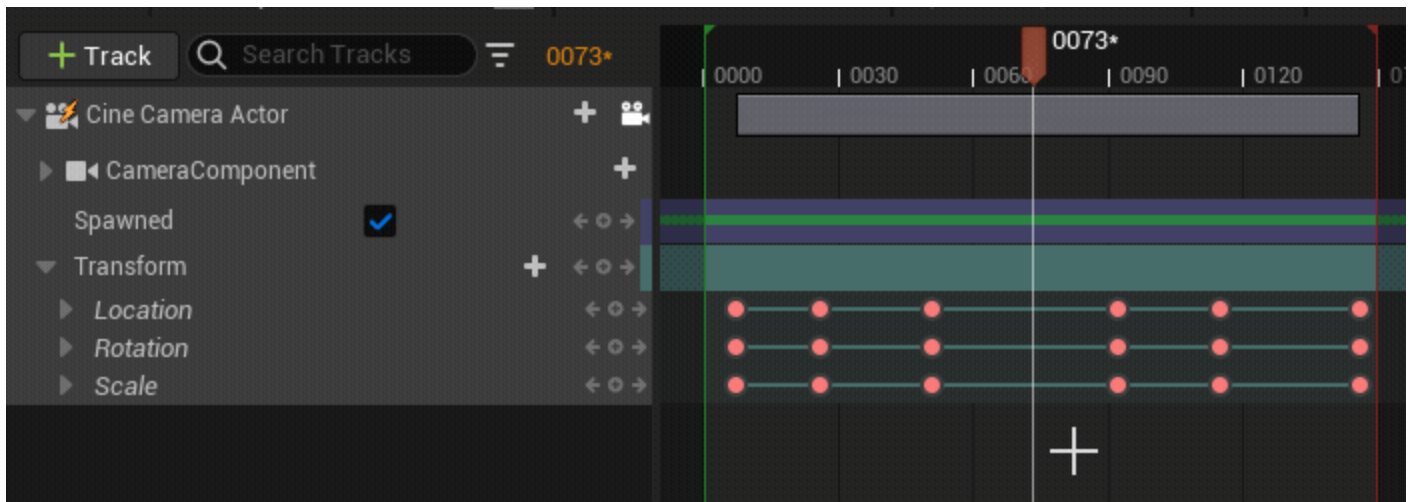 + Track
Search Tracks
0073*
0073*
0000
0030
0060
0090
0120
Cine Camera Actor
CameraComponent
Spawned
Transform
Location
Rotation
Scale